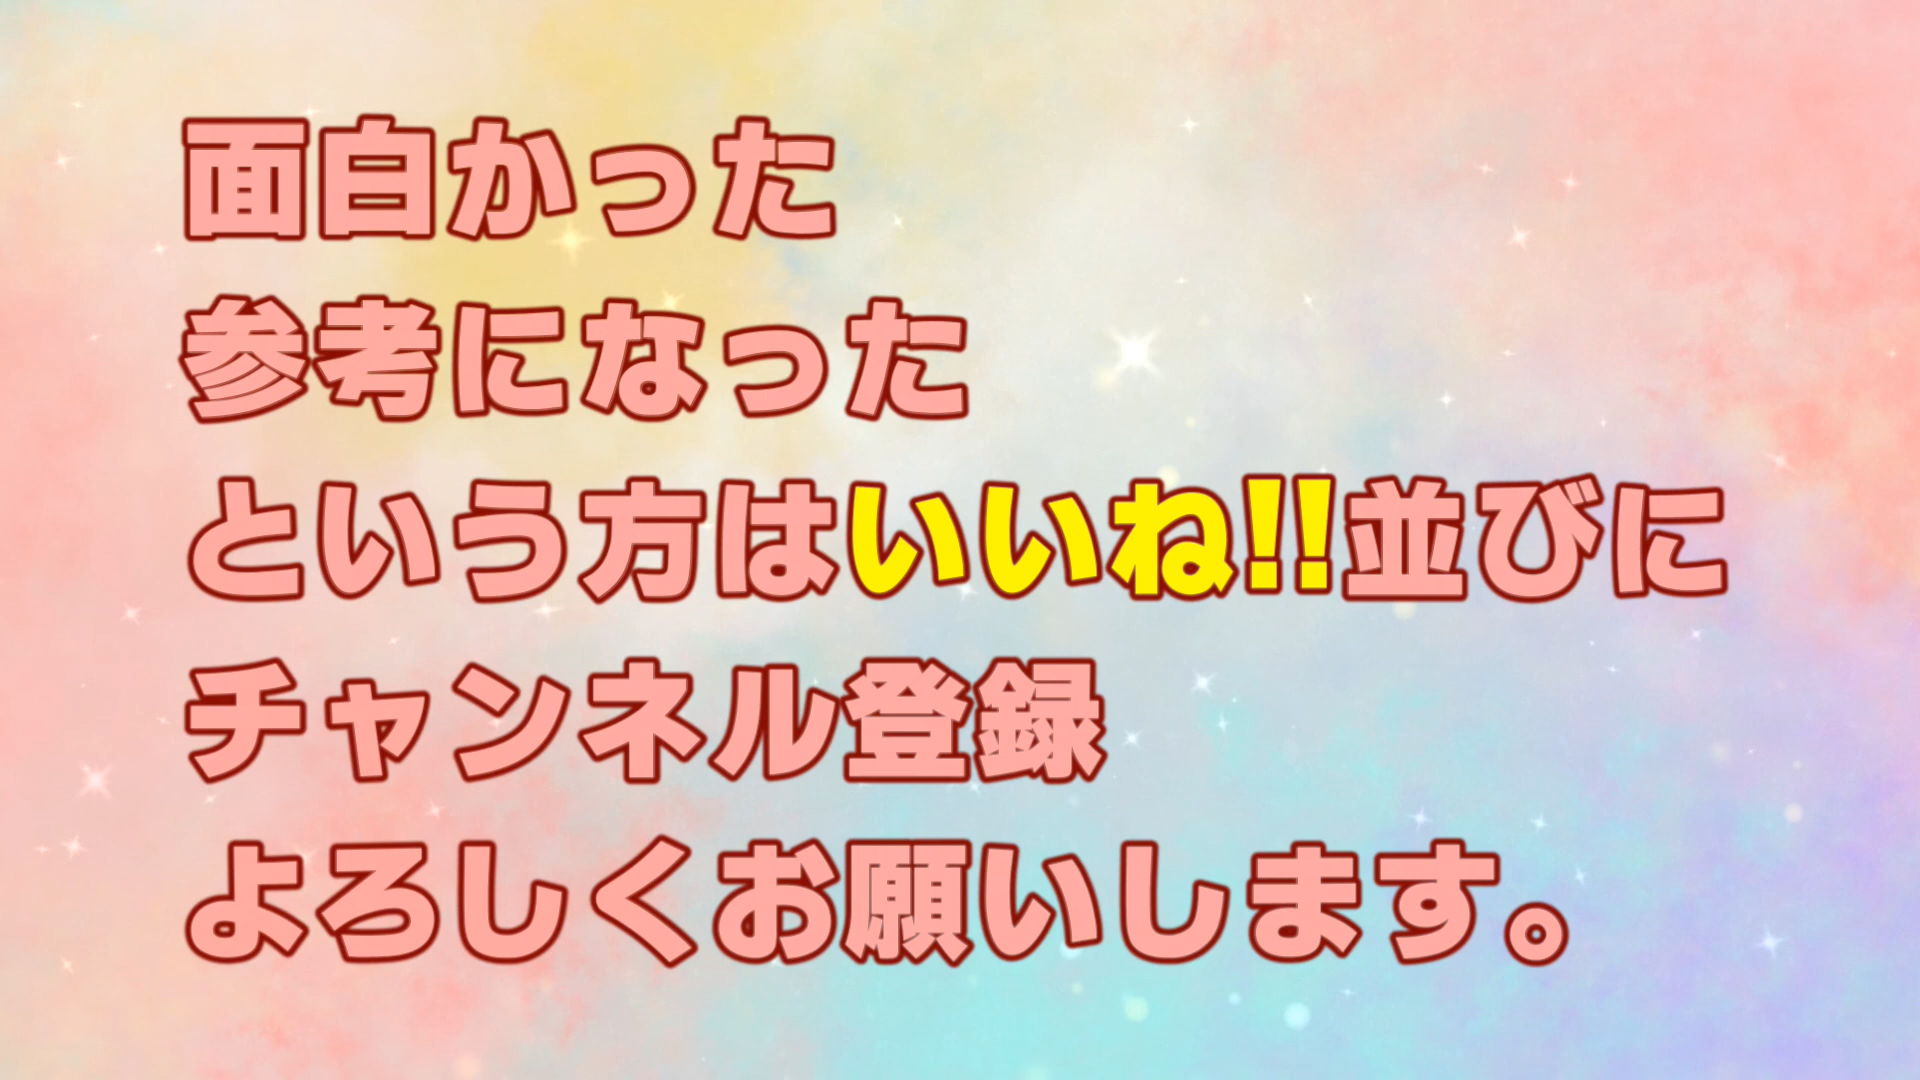 面白かった
参考になった
という方はいいね!!並びに
チャンネル登録
よろしくお願いします。